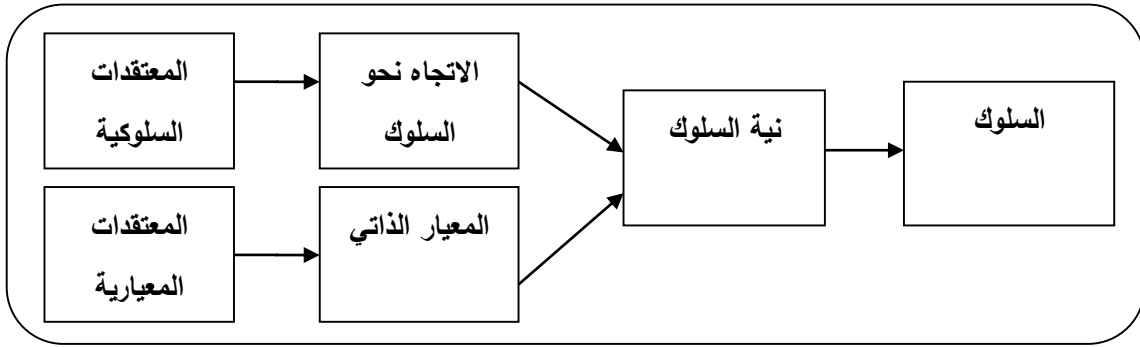 المعتقدات
السلوكية
الاتجاه نحو
السلوك
نية السلوك
السلوك
المعتقدات
المعيارية
المعيار الذاتي